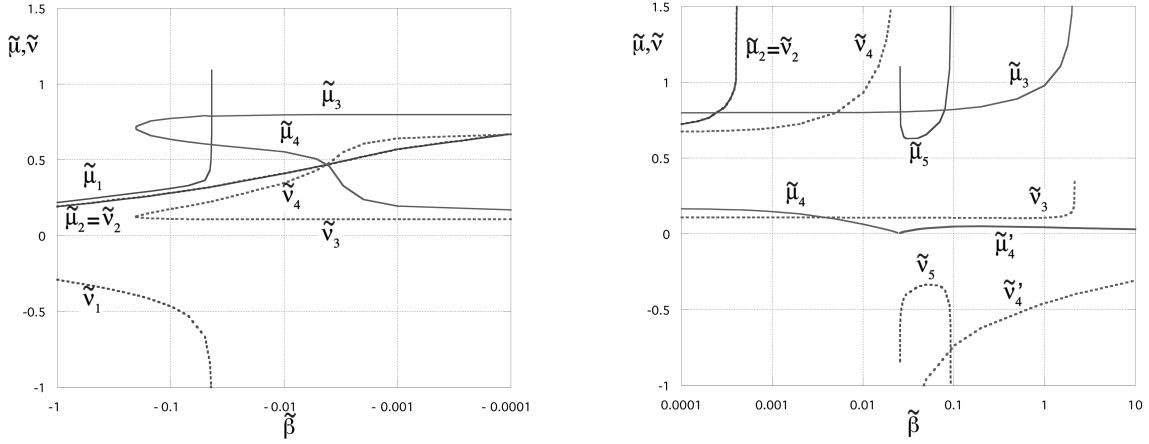 1.5
μ̃,ν̃
1
μ̃₃
μ̃₄
0.5
μ̃₁
ν̃₄
μ̃₂=ν̃₂
ν̃₃
0
ν̃₁
-0.5
-1
-1
- 0.1
-0.01
- 0.001
- 0.0001
β̃
1.5
μ̃,ν̃
μ̃₂=ν̃₂
ν̃₄
μ̃₃
1
μ̃₅
0.5
μ̃₄
ν̃₃
0
μ̃₄'
ν̃₅
ν̃₄'
-0.5
-1
0.0001
0.001
0.01
0.1
1
10
β̃